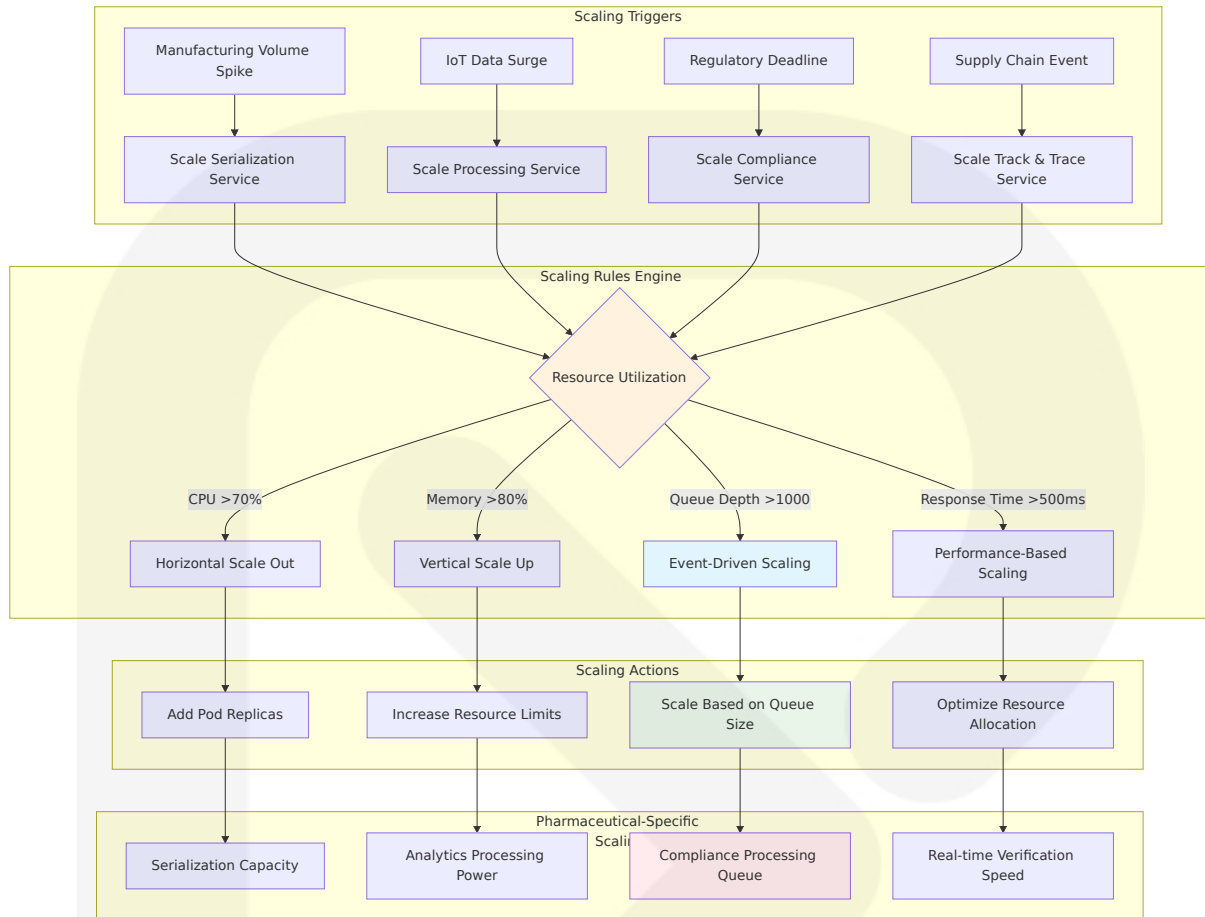 Scaling Triggers
Manufacturing Volume
Spike
IoT Data Surge
Regulatory Deadline
Supply Chain Event
Scale Serialization
Service
Scale Processing Service
Scale Compliance
Service
Scale Track & Trace
Service
Scaling Rules Engine
Resource Utilization
CPU >70%
Memory >80%
Queue Depth >1000
Response Time >500ms
Horizontal Scale Out
Vertical Scale Up
Event-Driven Scaling
Performance-Based
Scaling
Scaling Actions
Add Pod Replicas
Increase Resource Limits
Scale Based on Queue
Size
Optimize Resource
Allocation
Pharmaceutical-Specific
Serialization Capacity
Analytics Processing
Power
Compliance Processing
Queue
Real-time Verification
Speed